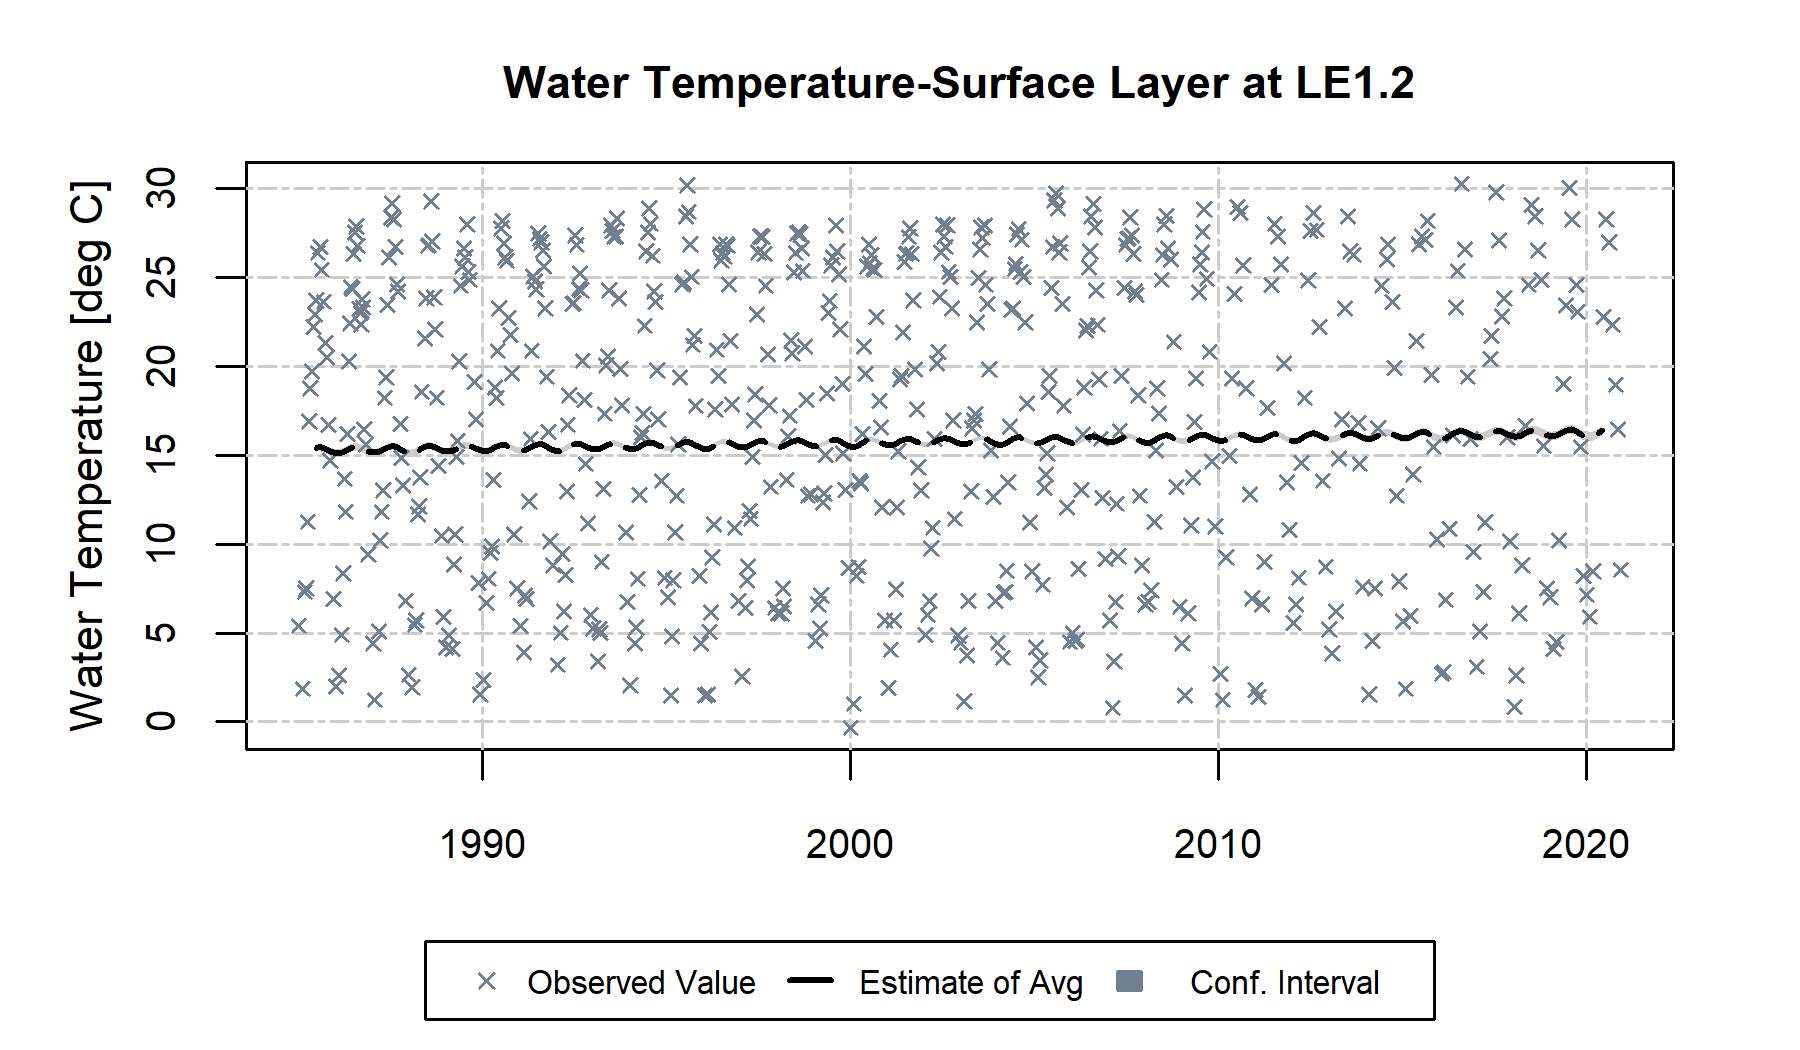 Water Temperature-Surface Layer at LE1.2
Water Temperature [deg C]
30
25
20
15
10
5
0
1990 2000 2010 2020
Observed Value Estimate of Avg Conf. Interval